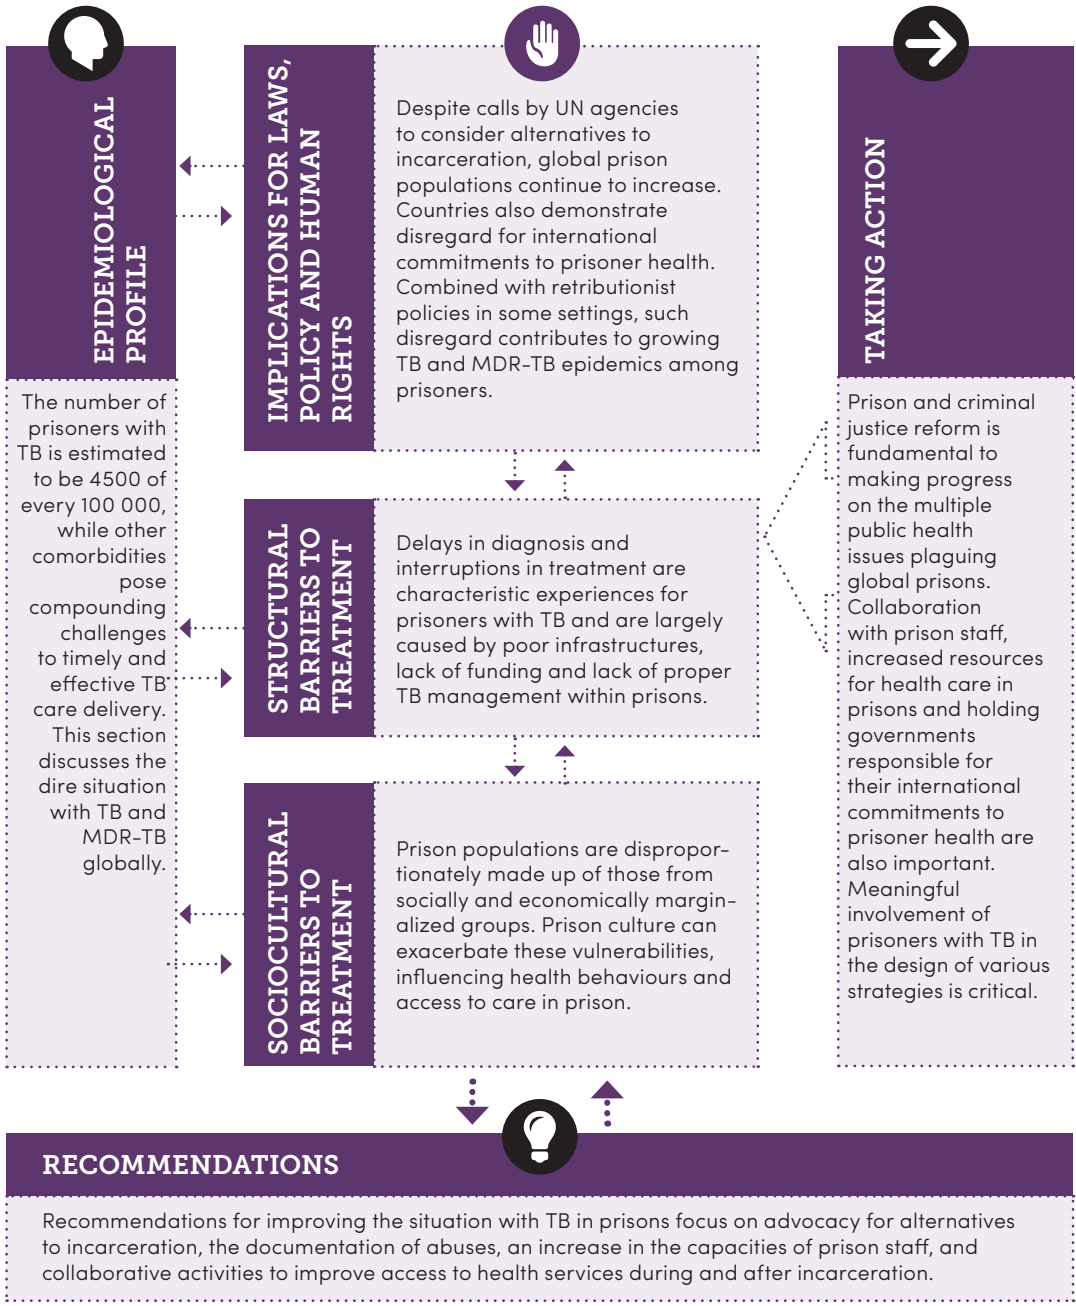 EPIDEMIOLOGICAL
PROFILE
The number of
prisoners with
TB is estimated
to be 4500 of
every 100 000,
while other
comorbidities
pose
compounding
challenges
to timely and
effective TB
care delivery.
This section
discusses the
dire situation
with TB and
MDR-TB
globally.
IMPLICATIONS FOR LAWS,
POLICY AND HUMAN
RIGHTS
Despite calls by UN agencies
to consider alternatives to
incarceration, global prison
populations continue to increase.
Countries also demonstrate
disregard for international
commitments to prisoner health.
Combined with retributionist
policies in some settings, such
disregard contributes to growing
TB and MDR-TB epidemics among
prisoners.
STRUCTURAL
BARRIERS TO
TREATMENT
Delays in diagnosis and
interruptions in treatment are
characteristic experiences for
prisoners with TB and are largely
caused by poor infrastructures,
lack of funding and lack of proper
TB management within prisons.
SOCIOCULTURAL
BARRIERS TO
TREATMENT
Prison populations are dispropor-
tionately made up of those from
socially and economically margin-
alized groups. Prison culture can
exacerbate these vulnerabilities,
influencing health behaviours and
access to care in prison.
TAKING ACTION
Prison and criminal
justice reform is
fundamental to
making progress
on the multiple
public health
issues plaguing
global prisons.
Collaboration
with prison staff,
increased resources
for health care in
prisons and holding
governments
responsible for
their international
commitments to
prisoner health are
also important.
Meaningful
involvement of
prisoners with TB in
the design of various
strategies is critical.
RECOMMENDATIONS
Recommendations for improving the situation with TB in prisons focus on advocacy for alternatives
to incarceration, the documentation of abuses, an increase in the capacities of prison staff, and
collaborative activities to improve access to health services during and after incarceration.